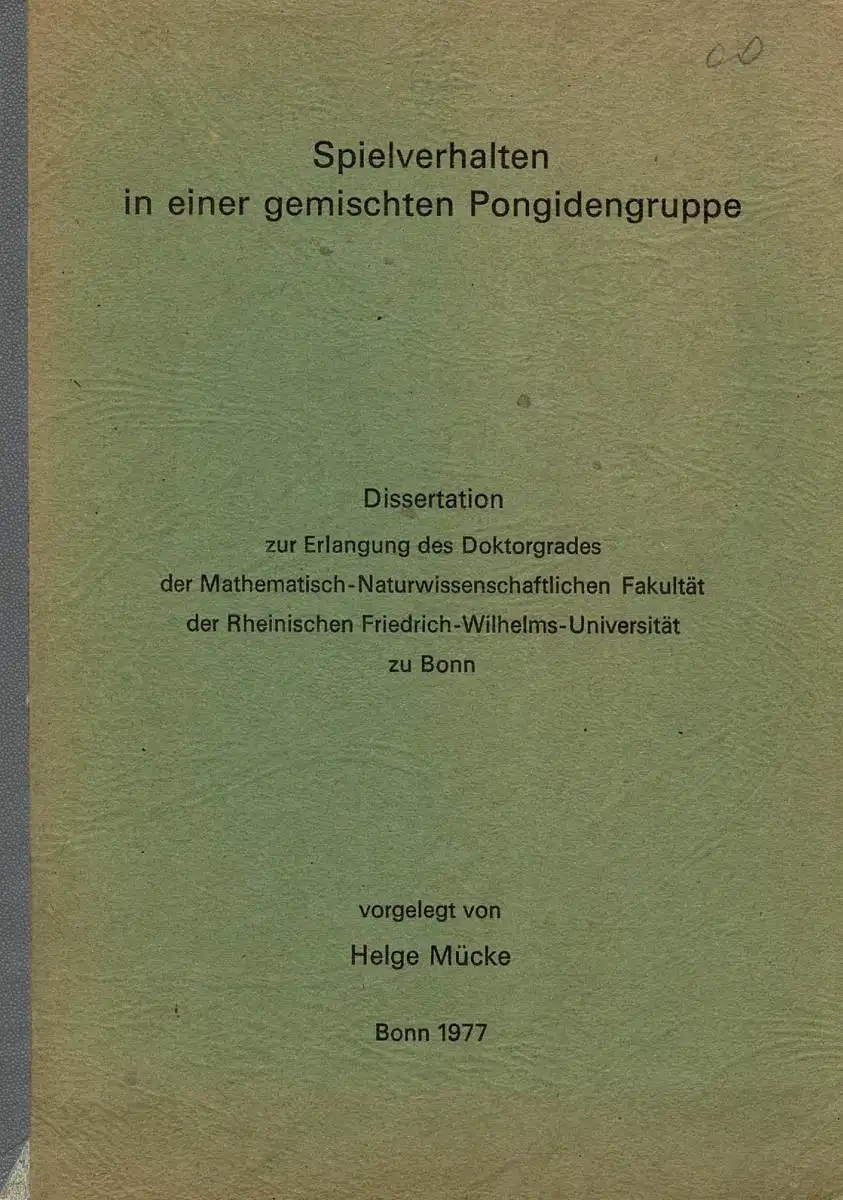 Spielverhalten
in einer gemischten Pongidengruppe
Dissertation
zur Erlangung des Doktorgrades
der Mathematisch-Naturwissenschaftlichen Fakultät
der Rheinischen Friedrich-Wilhelms-Universität
zu Bonn
vorgelegt von
Helge Mücke
Bonn 1977